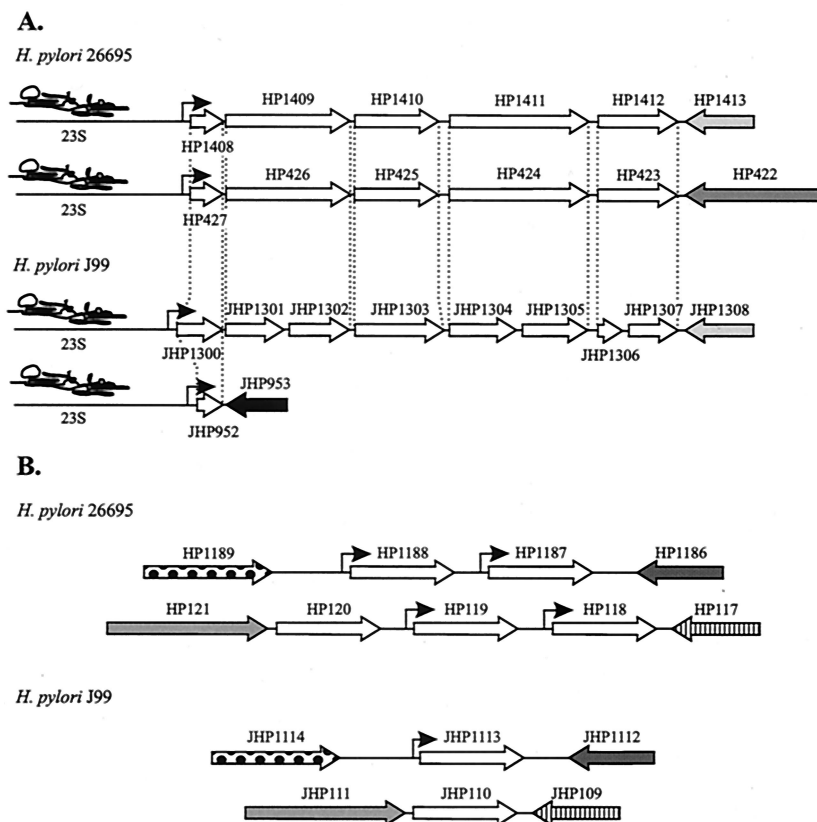 A.
H. pylori 26695
HP1409 HP1410 HP1411 HP1412 HP1413
23S
HP1408
HP426 HP425 HP424 HP423 HP422
23S
HP427
H. pylori J99
JHP1301 JHP1302 JHP1303 JHP1304 JHP1305 JHP1307 JHP1308
23S
JHP1300 JHP1306
JHP953
23S
JHP952
B.
H. pylori 26695
HP1189 HP1188 HP1187 HP1186
HP121 HP120 HP119 HP118 HP117
H. pylori J99
JHP1114 JHP1113 JHP1112
JHP111 JHP110 JHP109